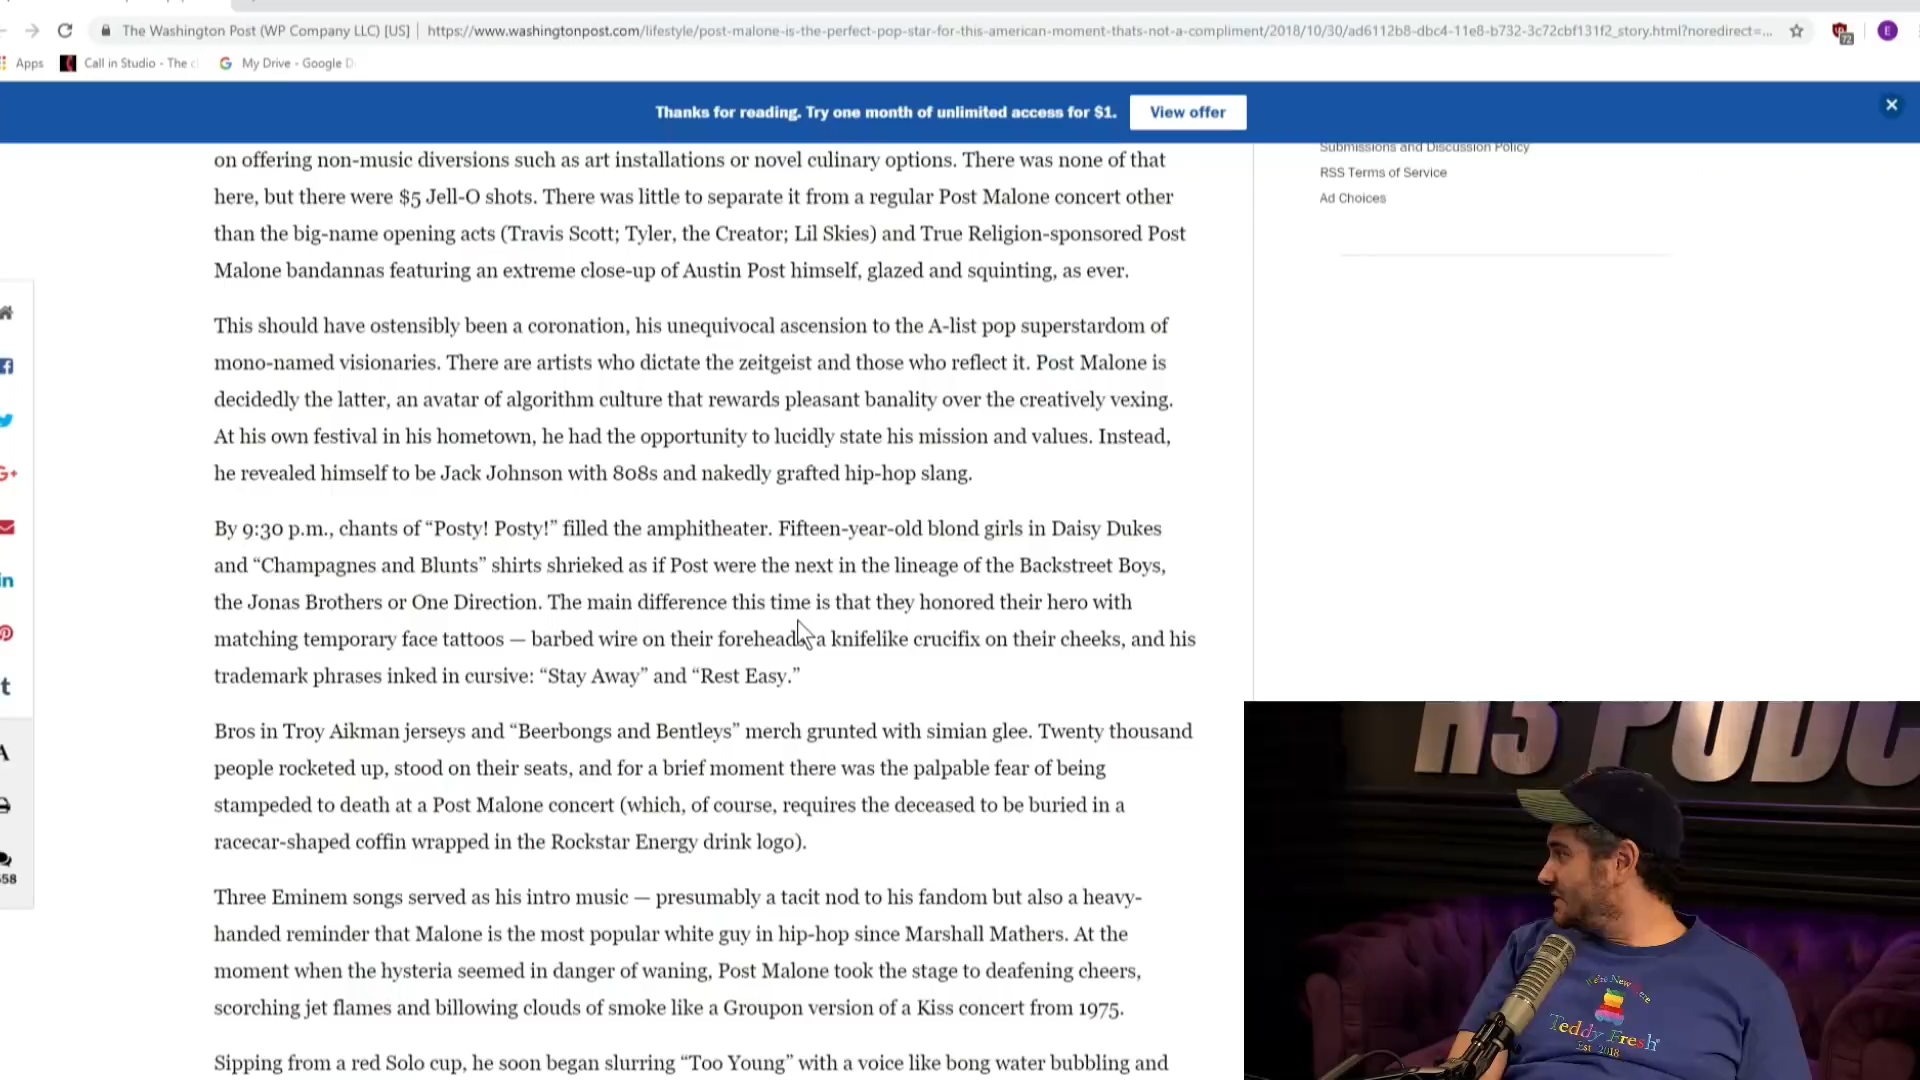 The Washington Post (WP Company LLC) [US] | https://www.washingtonpost.com/lifestyle/post-malone-is-the-perfect-pop-star-for-this-american-moment-thats-not-a-compliment/2018/10/30/ad6112b8-dbc4-11e8-b732-3c72cbf131f2_story.html?noredirect=...
72
E
Apps
Call in Studio - The c
My Drive - Google D
Thanks for reading. Try one month of unlimited access for $1.
View offer
on offering non-music diversions such as art installations or novel culinary options. There was none of that
here, but there were $5 Jell-O shots. There was little to separate it from a regular Post Malone concert other
than the big-name opening acts (Travis Scott; Tyler, the Creator; Lil Skies) and True Religion-sponsored Post
Malone bandannas featuring an extreme close-up of Austin Post himself, glazed and squinting, as ever.
This should have ostensibly been a coronation, his unequivocal ascension to the A-list pop superstardom of
mono-named visionaries. There are artists who dictate the zeitgeist and those who reflect it. Post Malone is
decidedly the latter, an avatar of algorithm culture that rewards pleasant banality over the creatively vexing.
At his own festival in his hometown, he had the opportunity to lucidly state his mission and values. Instead,
he revealed himself to be Jack Johnson with 808s and nakedly grafted hip-hop slang.
By 9:30 p.m., chants of “Posty! Posty!” filled the amphitheater. Fifteen-year-old blond girls in Daisy Dukes
and “Champagnes and Blunts” shirts shrieked as if Post were the next in the lineage of the Backstreet Boys,
the Jonas Brothers or One Direction. The main difference this time is that they honored their hero with
matching temporary face tattoos — barbed wire on their foreheads, a knifelike crucifix on their cheeks, and his
trademark phrases inked in cursive: “Stay Away” and “Rest Easy.”
Bros in Troy Aikman jerseys and “Beerbongs and Bentleys” merch grunted with simian glee. Twenty thousand
people rocketed up, stood on their seats, and for a brief moment there was the palpable fear of being
stampeded to death at a Post Malone concert (which, of course, requires the deceased to be buried in a
racecar-shaped coffin wrapped in the Rockstar Energy drink logo).
Three Eminem songs served as his intro music — presumably a tacit nod to his fandom but also a heavy-
handed reminder that Malone is the most popular white guy in hip-hop since Marshall Mathers. At the
moment when the hysteria seemed in danger of waning, Post Malone took the stage to deafening cheers,
scorching jet flames and billowing clouds of smoke like a Groupon version of a Kiss concert from 1975.
Sipping from a red Solo cup, he soon began slurring “Too Young” with a voice like bong water bubbling and
Submissions and Discussion Policy
RSS Terms of Service
Ad Choices
G+
in
t
A
58
H3 PODC
We're New Here
Teddy Fresh
Est. 2018